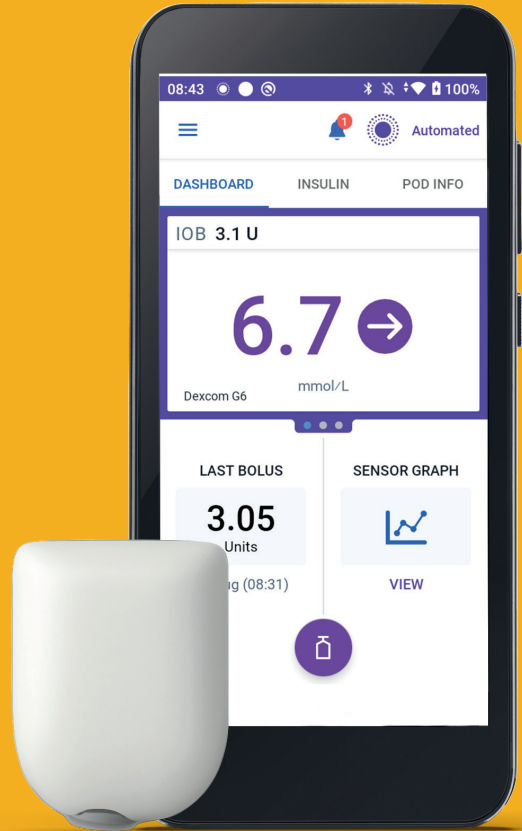 08:43 100%
1
Automated
DASHBOARD INSULIN POD INFO
IOB 3.1 U
6.7
mmol/L
Dexcom G6
LAST BOLUS SENSOR GRAPH
3.05
Units
(08:31) VIEW